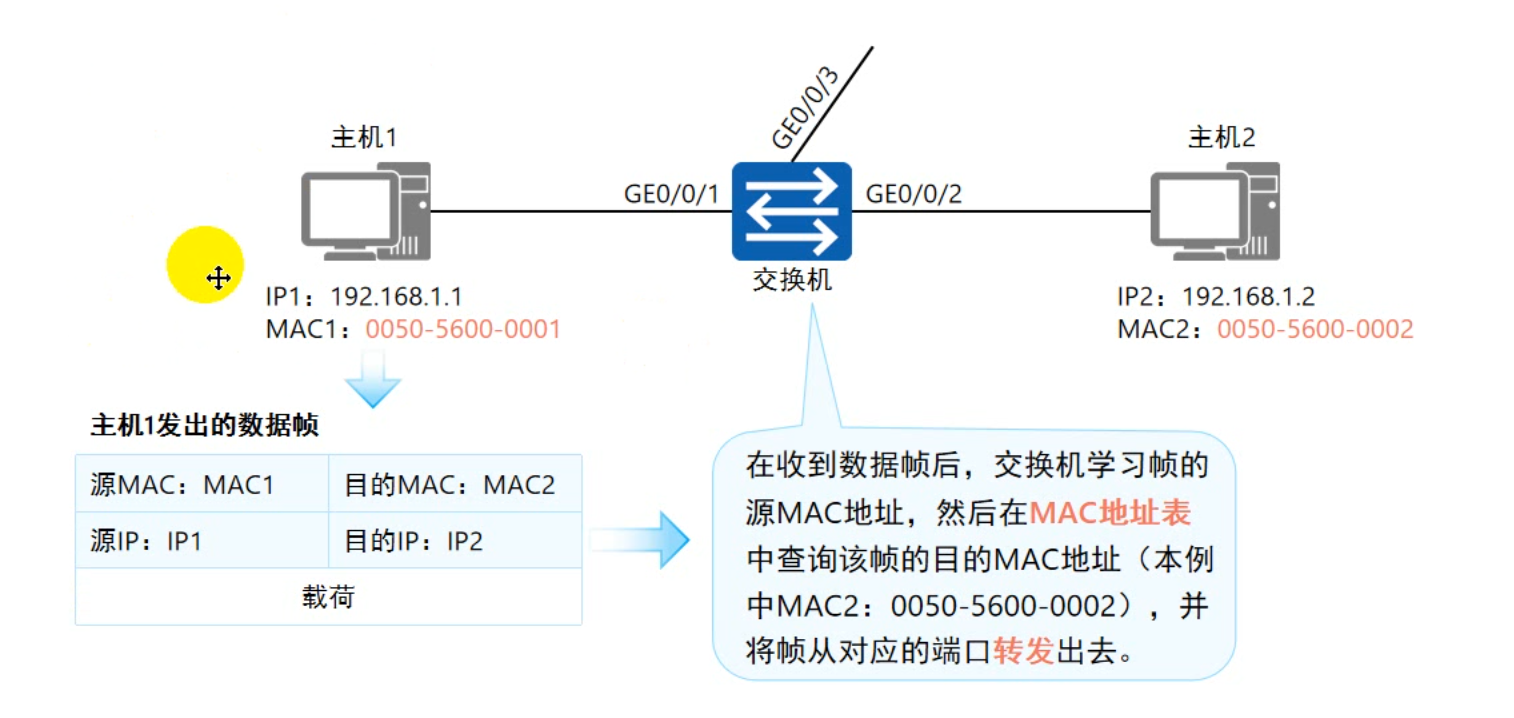 GE0/0/3
主机1
主机2
GE0/0/1
GE0/0/2
交换机
IP1：192.168.1.1
MAC1：0050-5600-0001
IP2：192.168.1.2
MAC2：0050-5600-0002
主机1发出的数据帧
源MAC：MAC1
目的MAC：MAC2
源IP：IP1
目的IP：IP2
载荷
在收到数据帧后，交换机学习帧的
源MAC地址，然后在MAC地址表
中查询该帧的目的MAC地址（本例
中MAC2：0050-5600-0002），并
将帧从对应的端口转发出去。